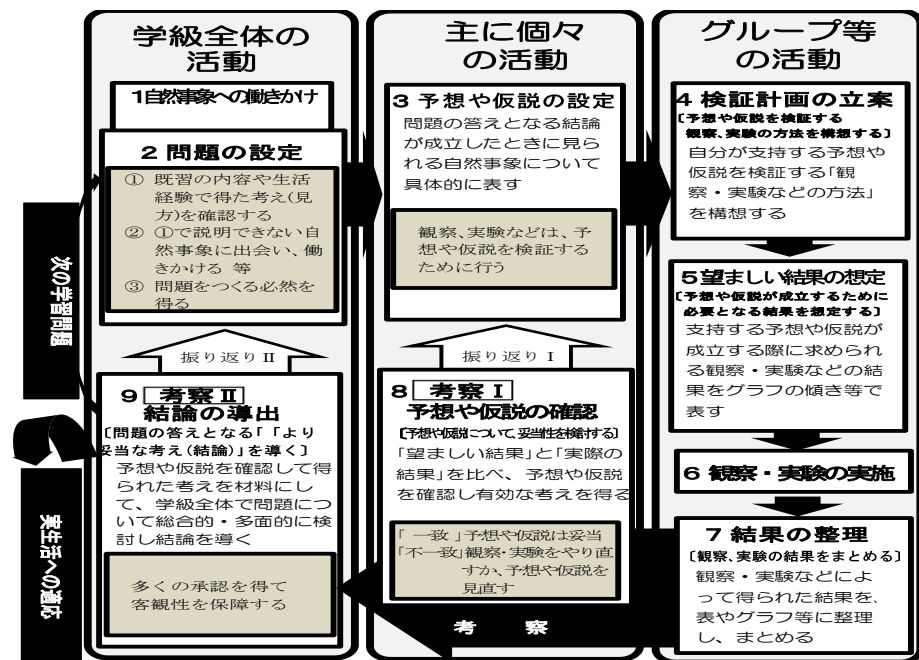 学級全体の
活動
1自然事象への働きかけ
2 問題の設定
① 既習の内容や生活
経験で得た考え(見
方)を確認する
② ①で説明できない自
然事象に出会い、働
きかける 等
③ 問題をつくる必然を
得る
振り返りⅡ
9 考察Ⅱ
結論の導出
〔問題の答えとなる「「より
妥当な考え(結論)」を導く〕
予想や仮説を確認して得
られた考えを材料にし
て、学級全体で問題につ
いて総合的・多面的に検
討し結論を導く
多くの承認を得て
客観性を保障する
次の学習問題
実生活への適応
主に個々
の活動
3 予想や仮説の設定
問題の答えとなる結論
が成立したときに見ら
れる自然事象について
具体的に表す
観察、実験などは、予
想や仮説を検証する
ために行う
振り返りⅠ
8 考察Ⅰ
予想や仮説の確認
〔予想や仮説について、妥当性を検討する〕
「望ましい結果」と「実際の
結果」を比べ、予想や仮説
を確認し有効な考えを得る
「 一致 」予想や仮説は妥当
「不一致」観察・実験をやり直
すか、予想や仮説を
見直す
考 察
グループ等
の活動
4 検証計画の立案
〔予想や仮説を検証する
観察、実験の方法を構想する〕
自分が支持する予想や
仮説を検証する「観
察・実験などの方法」
を構想する
5望ましい結果の想定
〔予想や仮説が成立するために
必要となる結果を想定する〕
支持する予想や仮説が
成立する際に求められ
る観察・実験などの結
果をグラフの傾き等で
表す
6 観察・実験の実施
7 結果の整理
〔観察、実験の結果をまとめる〕
観察・実験などによ
って得られた結果を、
表やグラフ等に整理
し、まとめる